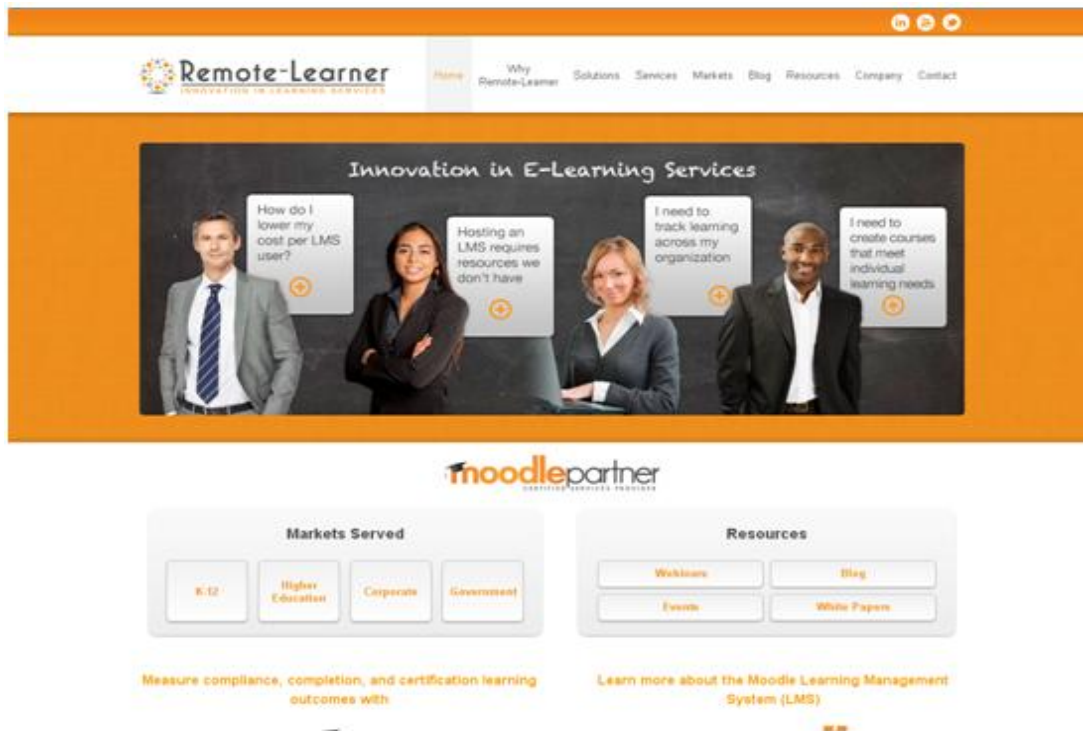 in
Remote-Learner
INNOVATION IN LEARNING SERVICES
Home
Why
Remote-Learner
Solutions
Services
Markets
Blog
Resources
Company
Contact
Innovation in E-Learning Services
How do I
lower my
cost per LMS
user?
Hosting an
LMS requires
resources we
don't have
I need to
track learning
across my
organization
I need to
create courses
that meet
individual
learning needs
moodlepartner
CERTIFIED SERVICES PROVIDER
Markets Served
K-12
Higher
Education
Corporate
Government
Resources
Webinars
Blog
Events
White Papers
Measure compliance, completion, and certification learning
outcomes with
Learn more about the Moodle Learning Management
System (LMS)